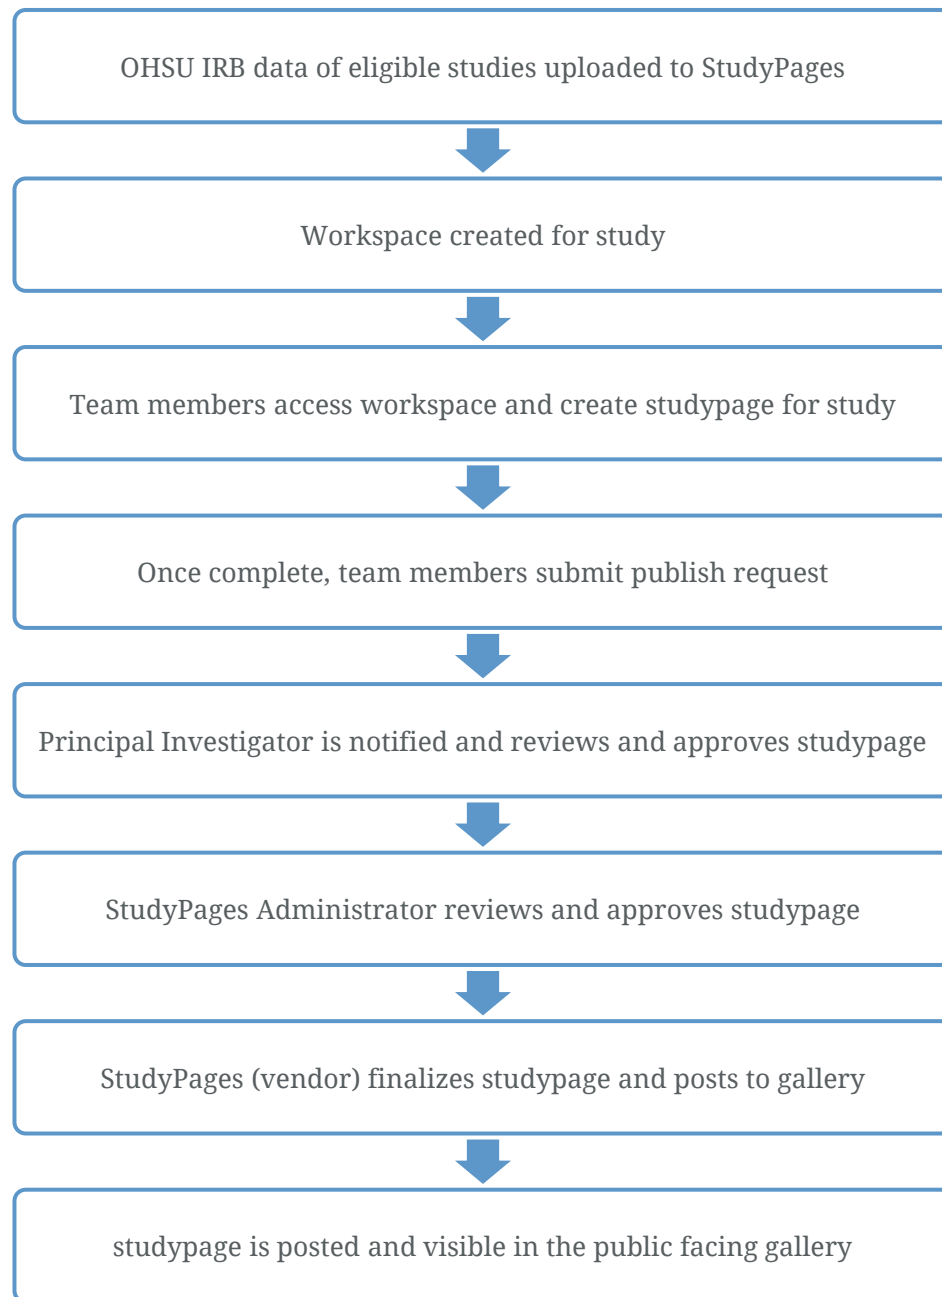 OHSU IRB data of eligible studies uploaded to StudyPages
Workspace created for study
Team members access workspace and create studypage for study
Once complete, team members submit publish request
Principal Investigator is notified and reviews and approves studypage
StudyPages Administrator reviews and approves studypage
StudyPages (vendor) finalizes studypage and posts to gallery
studypage is posted and visible in the public facing gallery